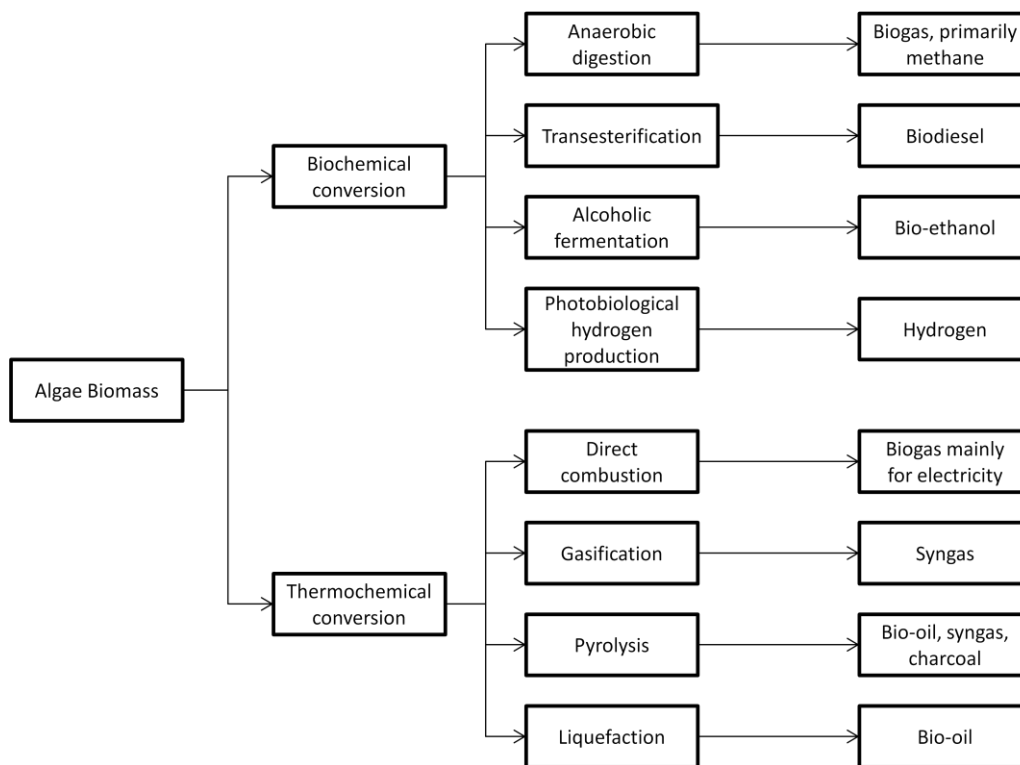 Anaerobic
digestion
Biogas, primarily
methane
Transesterification
Biodiesel
Biochemical
conversion
Alcoholic
fermentation
Bio-ethanol
Photobiological
hydrogen
production
Hydrogen
Algae Biomass
Direct
combustion
Biogas mainly
for electricity
Gasification
Syngas
Thermochemical
conversion
Pyrolysis
Bio-oil, syngas,
charcoal
Liquefaction
Bio-oil